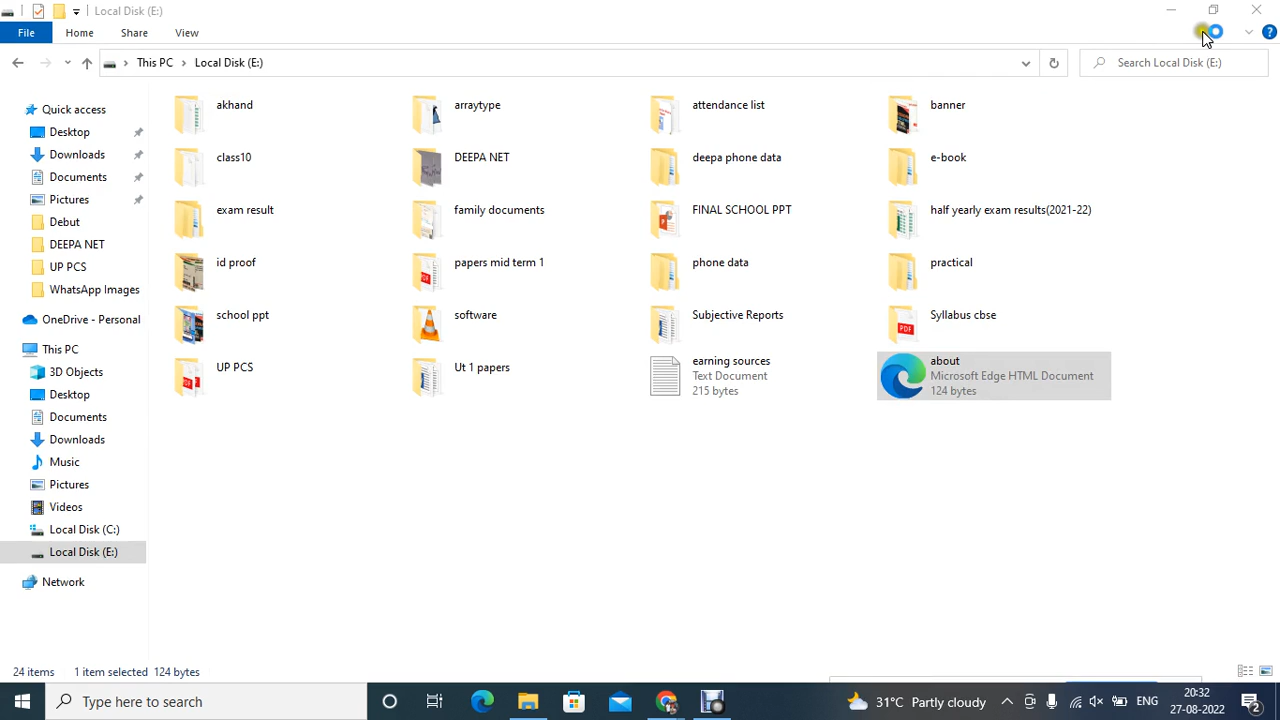 Local Disk (E:)
File Home Share View
This PC Local Disk (E:) Search Local Disk (E:)
Quick access
Desktop
Downloads
Documents
Pictures
Debut
DEEPA NET
UP PCS
WhatsApp Images
OneDrive - Personal
This PC
3D Objects
Desktop
Documents
Downloads
Music
Pictures
Videos
Local Disk (C:)
Local Disk (E:)
Network
akhand arraytype attendance list banner
class10 DEEPA NET deepa phone data e-book
exam result family documents FINAL SCHOOL PPT half yearly exam results(2021-22)
id proof papers mid term 1 phone data practical
school ppt software Subjective Reports Syllabus cbse
UP PCS Ut 1 papers
earning sources
Text Document
215 bytes
about
Microsoft Edge HTML Document
124 bytes
24 items 1 item selected 124 bytes
Type here to search
31°C Partly cloudy ENG
20:32
27-08-2022
2